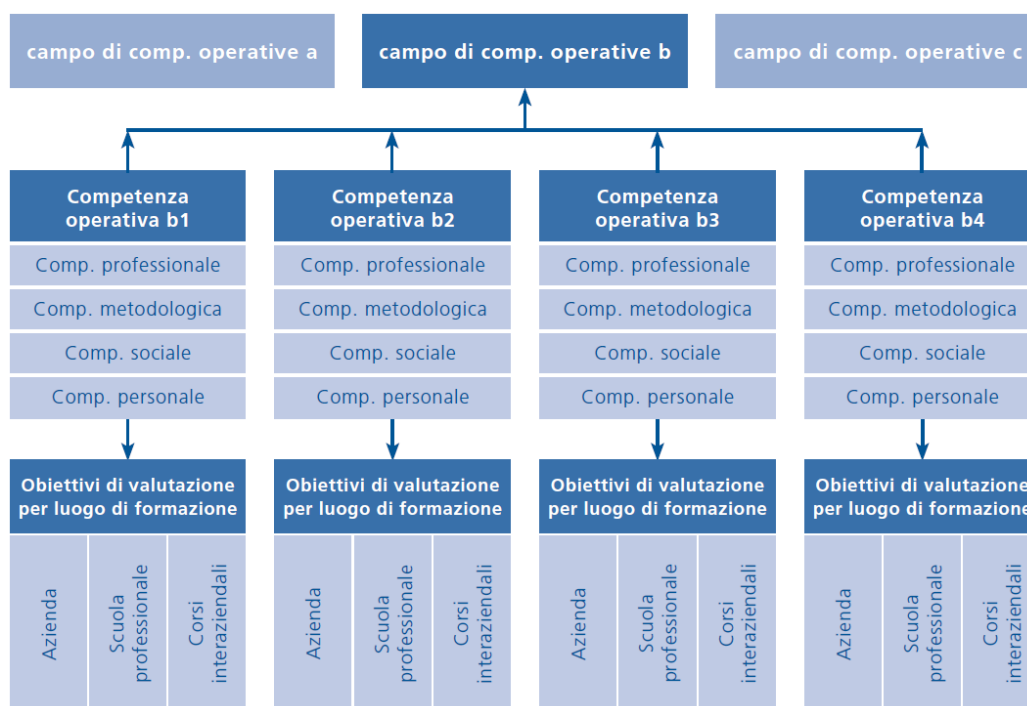 campo di comp. operative a
campo di comp. operative b
campo di comp. operative c
Competenza
operativa b1
Competenza
operativa b2
Competenza
operativa b3
Competenza
operativa b4
Comp. professionale
Comp. professionale
Comp. professionale
Comp. professionale
Comp. metodologica
Comp. metodologica
Comp. metodologica
Comp. metodologica
Comp. sociale
Comp. sociale
Comp. sociale
Comp. sociale
Comp. personale
Comp. personale
Comp. personale
Comp. personale
Obiettivi di valutazione
per luogo di formazione
Obiettivi di valutazione
per luogo di formazione
Obiettivi di valutazione
per luogo di formazione
Obiettivi di valutazione
per luogo di formazione
Azienda
Scuola
professionale
Corsi
interaziendali
Azienda
Scuola
professionale
Corsi
interaziendali
Azienda
Scuola
professionale
Corsi
interaziendali
Azienda
Scuola
professionale
Corsi
interaziendali